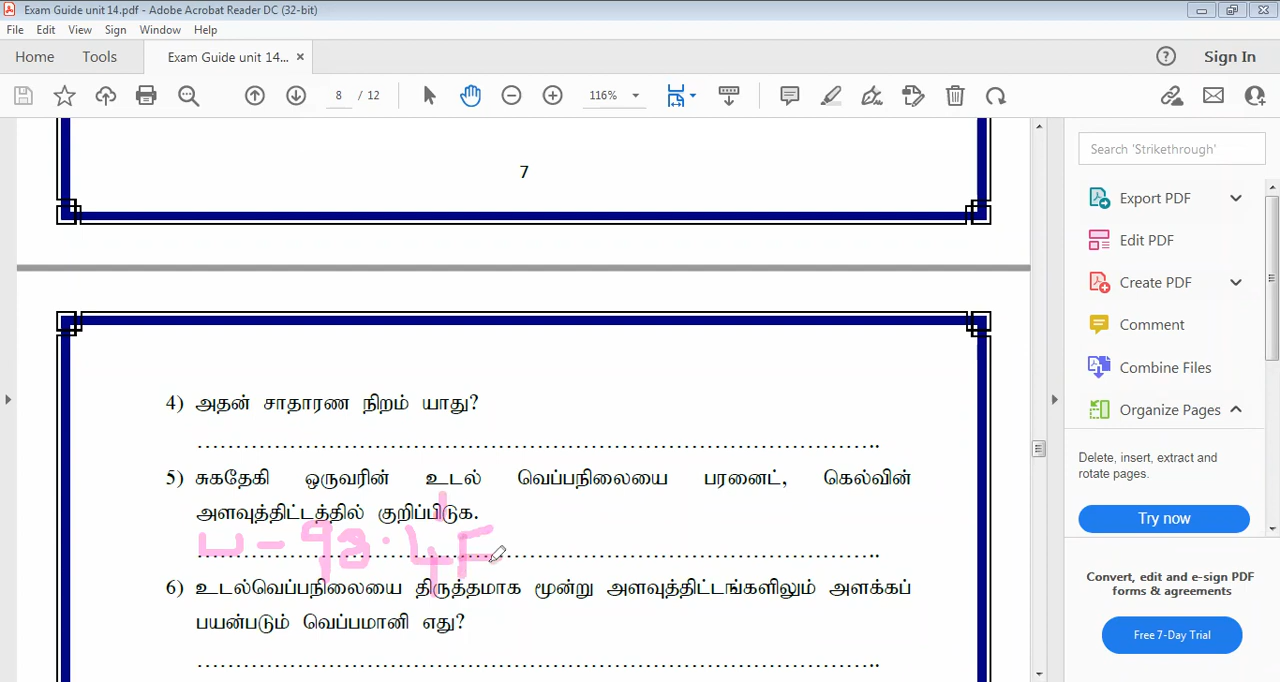 Exam Guide unit 14.pdf - Adobe Acrobat Reader DC (32-bit)
File Edit View Sign Window Help
Home Tools Exam Guide unit 14... × Sign In
8 / 12 116%
7
Search 'Strikethrough'
Export PDF
Edit PDF
Create PDF
Comment
Combine Files
Organize Pages
Delete, insert, extract and
rotate pages.
Try now
Convert, edit and e-sign PDF
forms & agreements
Free 7-Day Trial
4) அதன் சாதாரண நிறம் யாது?
……………………………………………………………………………..
5) சுகதேகி ஒருவரின் உடல் வெப்பநிலையை பரனைட், கெல்வின்
அளவுத்திட்டத்தில் குறிப்பிடுக.
ப – 98.4F
……………………………………………………………………………..
6) உடல்வெப்பநிலையை திருத்தமாக மூன்று அளவுத்திட்டங்களிலும் அளக்கப்
பயன்படும் வெப்பமானி எது?
……………………………………………………………………………..